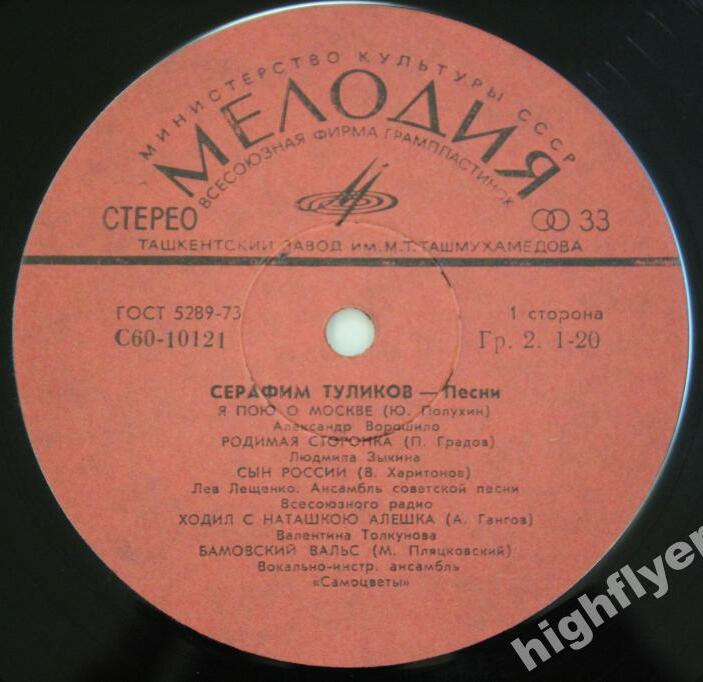 МИНИСТЕРСТВО КУЛЬТУРЫ СССР
МЕЛОДИЯ
ВСЕСОЮЗНАЯ ФИРМА ГРАМПЛАСТИНОК
СТЕРЕО
33
ТАШКЕНТСКИЙ ЗАВОД ИМ. М.Т. ТАШМУХАМЕДОВА
ГОСТ 5289-73
1 сторона
С60-10121
Гр. 2. 1-20
СЕРАФИМ ТУЛИКОВ — Песни
Я ПОЮ О МОСКВЕ (Ю. Полухин)
Александр Ворошило
РОДИМАЯ СТОРОНКА (П. Градов)
Людмила Зыкина
СЫН РОССИИ (В. Харитонов)
Лев Лещенко. Ансамбль советской песни
Всесоюзного радио
ХОДИЛ С НАТАШКОЮ АЛЕШКА (А. Гангов)
Валентина Толкунова
БАМОВСКИЙ ВАЛЬС (М. Пляцковский)
Вокально-инстр. ансамбль
«Самоцветы»
highflyer